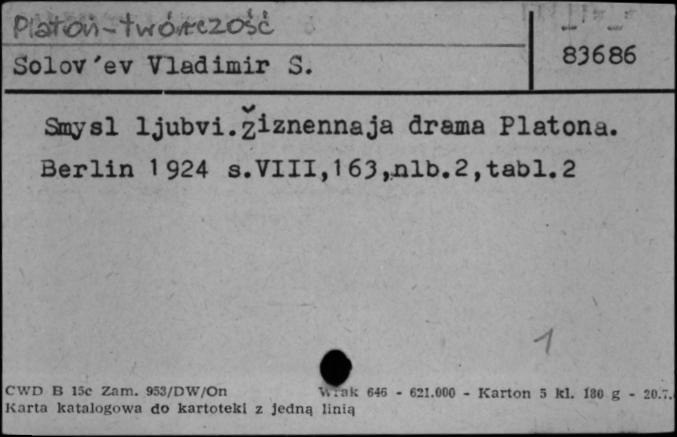 Platon-twórczość
Solov'ev Vladimir S.
83686
Smysl ljubvi.Žiznennaja drama Platona.
Berlin 1924 s.VIII,163,nlb.2,tabl.2
1
CWD B 15c Zam. 953/DW/On Wrak 646 - 621.000 - Karton 5 kl. 180 g - 20.7.
Karta katalogowa do kartoteki z jedną linią